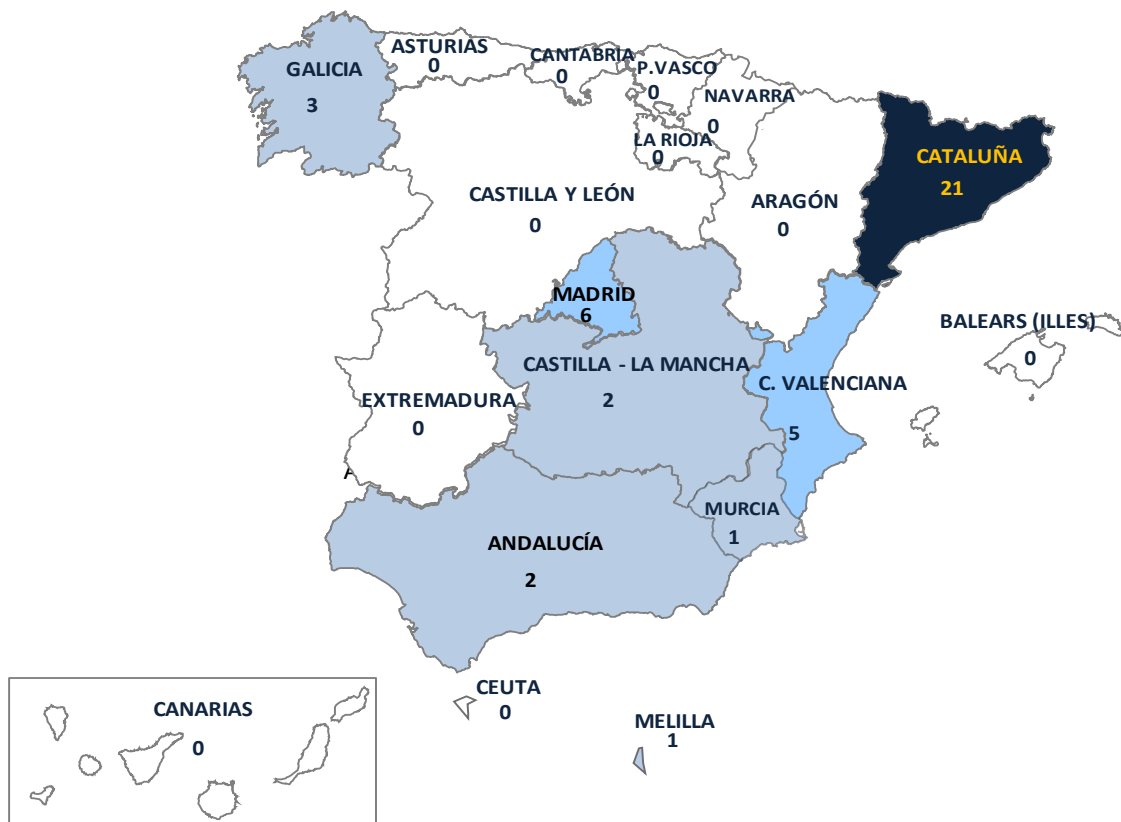 ASTURIAS
0
CANTABRIA
0
GALICIA
3
P.VASCO
0
NAVARRA
0
LA RIOJA
0
CATALUÑA
21
CASTILLA Y LEÓN
0
ARAGÓN
0
MADRID
6
BALEARS (ILLES)
0
CASTILLA - LA MANCHA
2
C. VALENCIANA
5
EXTREMADURA
0
MURCIA
1
ANDALUCÍA
2
CEUTA
0
CANARIAS
0
MELILLA
1